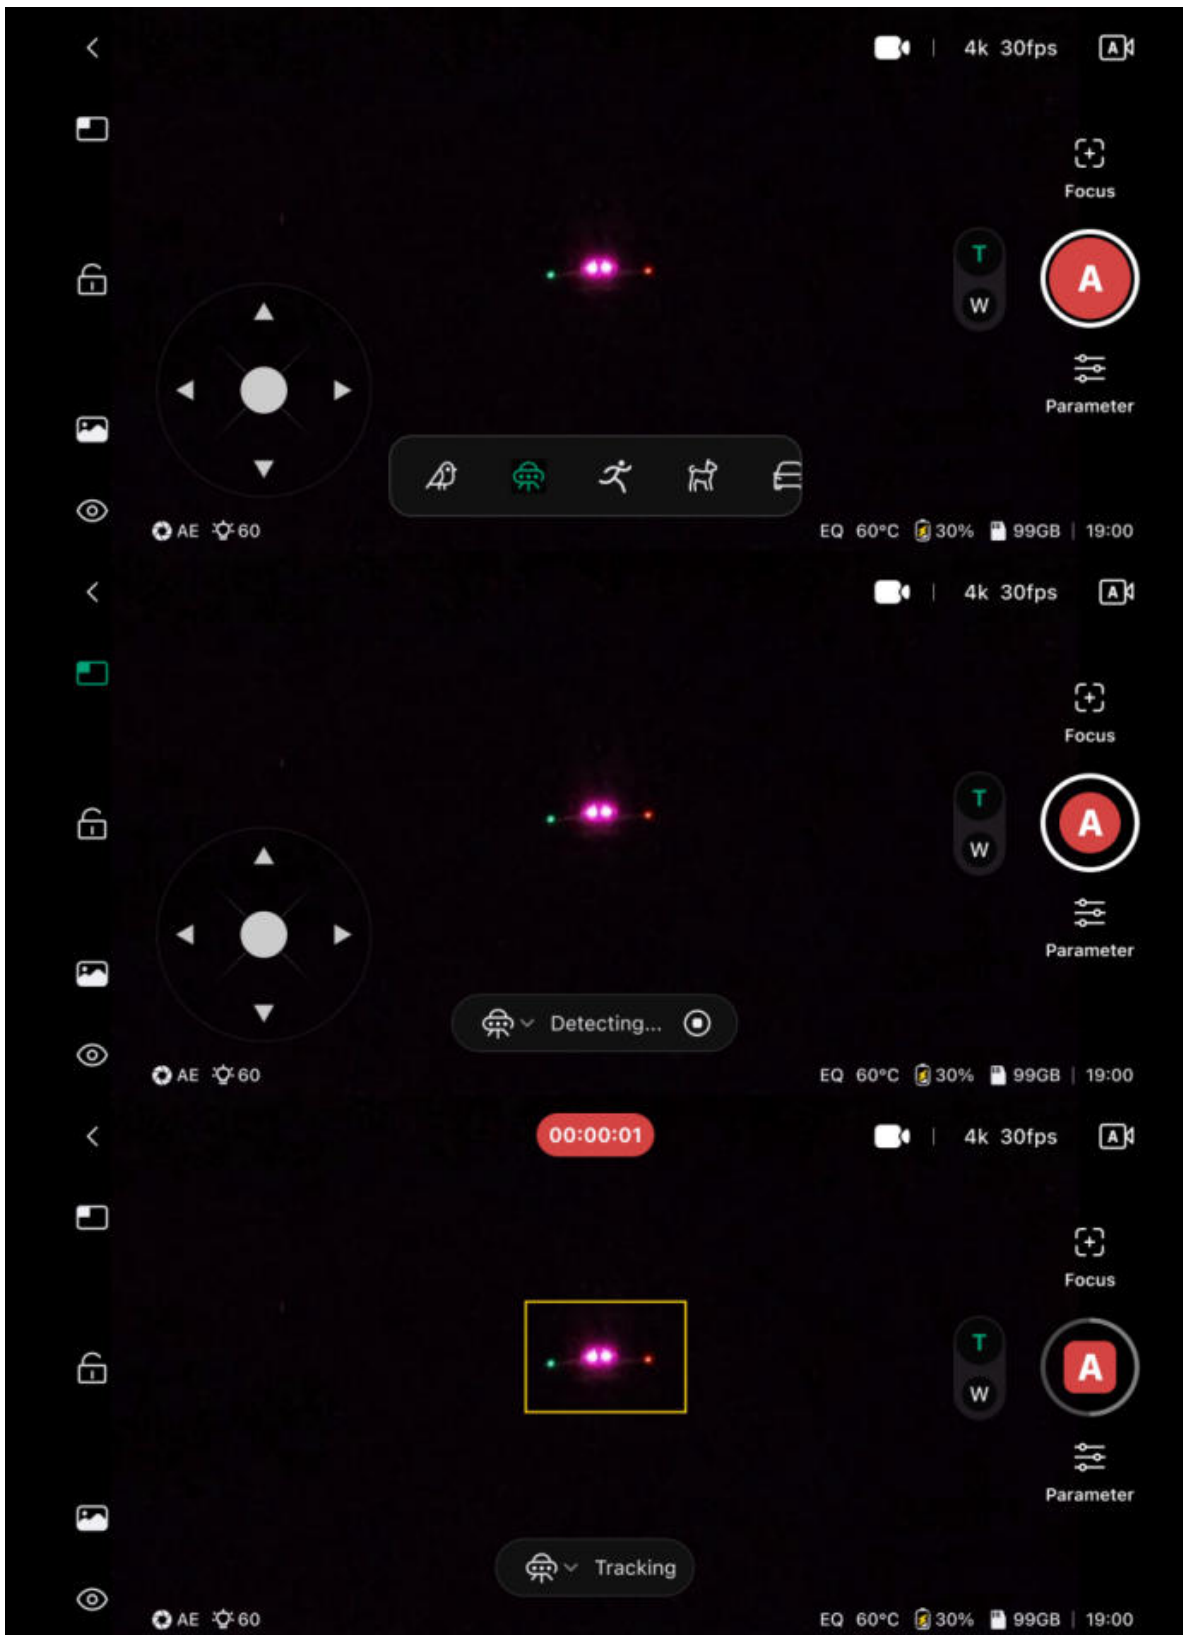 4k 30fps
A
Focus
T
A
W
Parameter
AE 60
EQ 60°C 30% 99GB | 19:00
4k 30fps
A
Focus
T
A
W
Parameter
Detecting...
AE 60
EQ 60°C 30% 99GB | 19:00
00:00:01
4k 30fps
A
Focus
T
A
W
Parameter
Tracking
AE 60
EQ 60°C 30% 99GB | 19:00